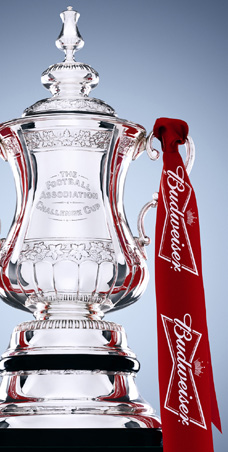 THE
FOOTBALL
ASSOCIATION
CHALLENGE CUP
Budweiser
Budweiser